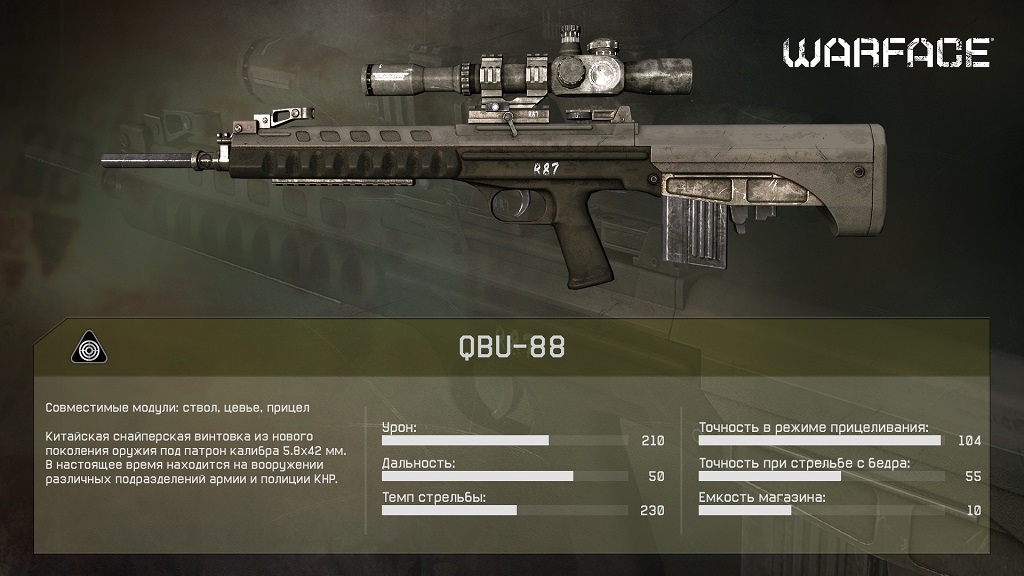 WARFACE
R87
QBU-88
Совместимые модули: ствол, цевье, прицел
Китайская снайперская винтовка из нового
поколения оружия под патрон калибра 5.8x42 мм.
В настоящее время находится на вооружении
различных подразделений армии и полиции КНР.
Урон: 210
Дальность: 50
Темп стрельбы: 230
Точность в режиме прицеливания: 104
Точность при стрельбе с бедра: 55
Емкость магазина: 10